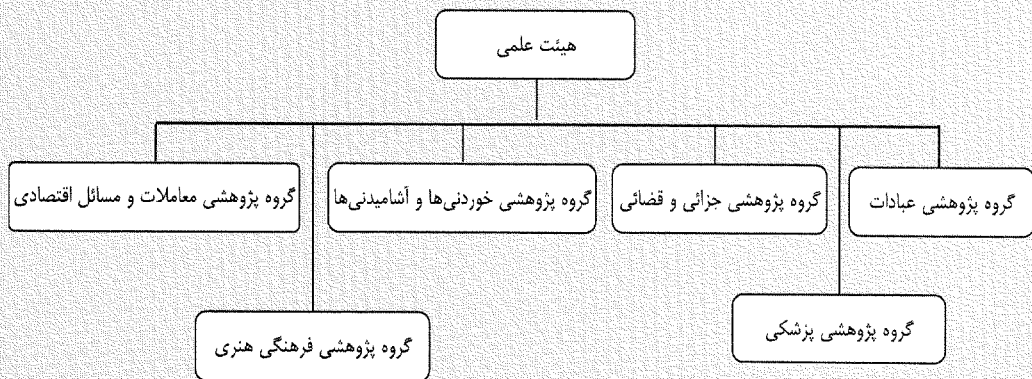 هیئت علمی
گروه پژوهشی عبادات
گروه پژوهشی جزائی و قضائی
گروه پژوهشی خوردنی‌ها و آشامیدنی‌ها
گروه پژوهشی معاملات و مسائل اقتصادی
گروه پژوهشی پزشکی
گروه پژوهشی فرهنگی هنری